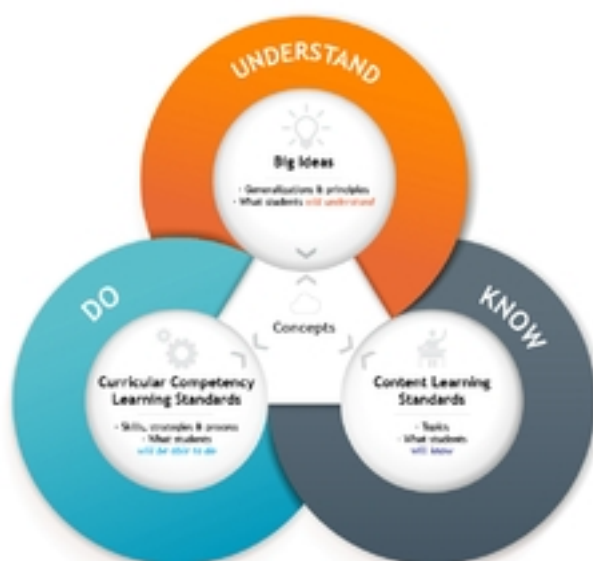 UNDERSTAND
Big Ideas
- Generalizations & principles
- What students will understand
DO
KNOW
Concepts
Curricular Competency
Learning Standards
- Skills, strategies & process
- What students
will be able to do
Content Learning
Standards
- Topics
- What students
will know